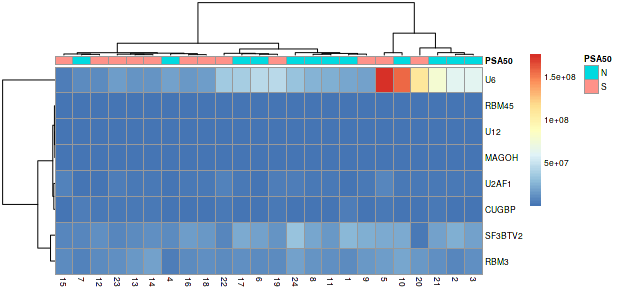 PSA50
U6
RBM45
U12
MAGOH
U2AF1
CUGBP
SF3BTV2
RBM3
15 7 12 23 13 14 4 16 18 22 17 6 19 24 8 11 1 9 5 10 20 21 2 3
1.5e+08
1e+08
5e+07
PSA50
N
S